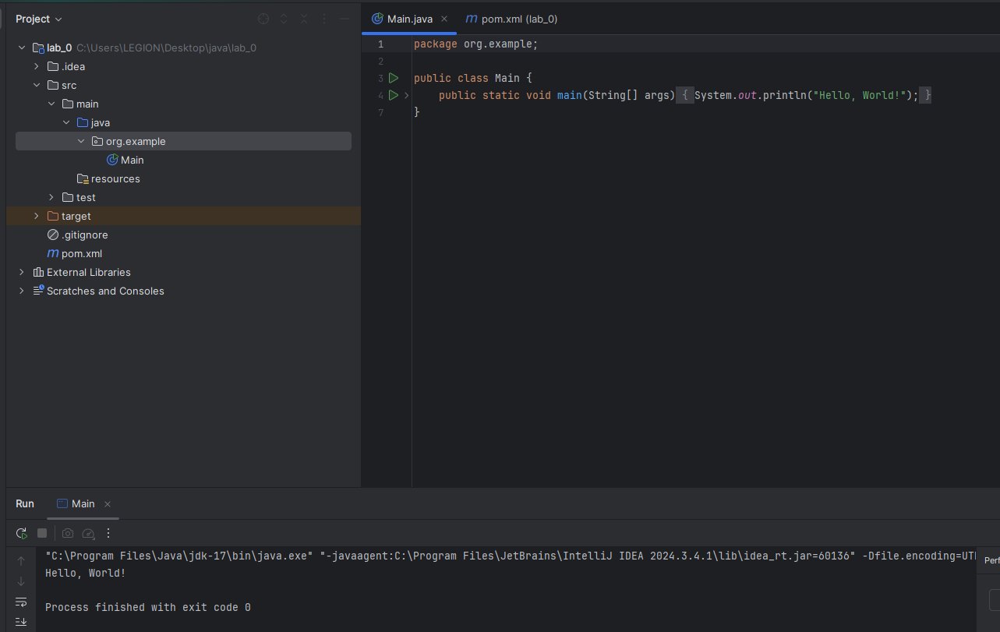 Project
lab_0 C:\Users\LEGION\Desktop\java\lab_0
.idea
src
main
java
org.example
Main
resources
test
target
.gitignore
m pom.xml
External Libraries
Scratches and Consoles
Main.java m pom.xml (lab_0)
1 package org.example;
2
3 public class Main {
4 public static void main(String[] args) { System.out.println("Hello, World!"); }
7 }
Run Main
"C:\Program Files\Java\jdk-17\bin\java.exe" "-javaagent:C:\Program Files\JetBrains\IntelliJ IDEA 2024.3.4.1\lib\idea_rt.jar=60136" -Dfile.encoding=UT
Hello, World!
Process finished with exit code 0